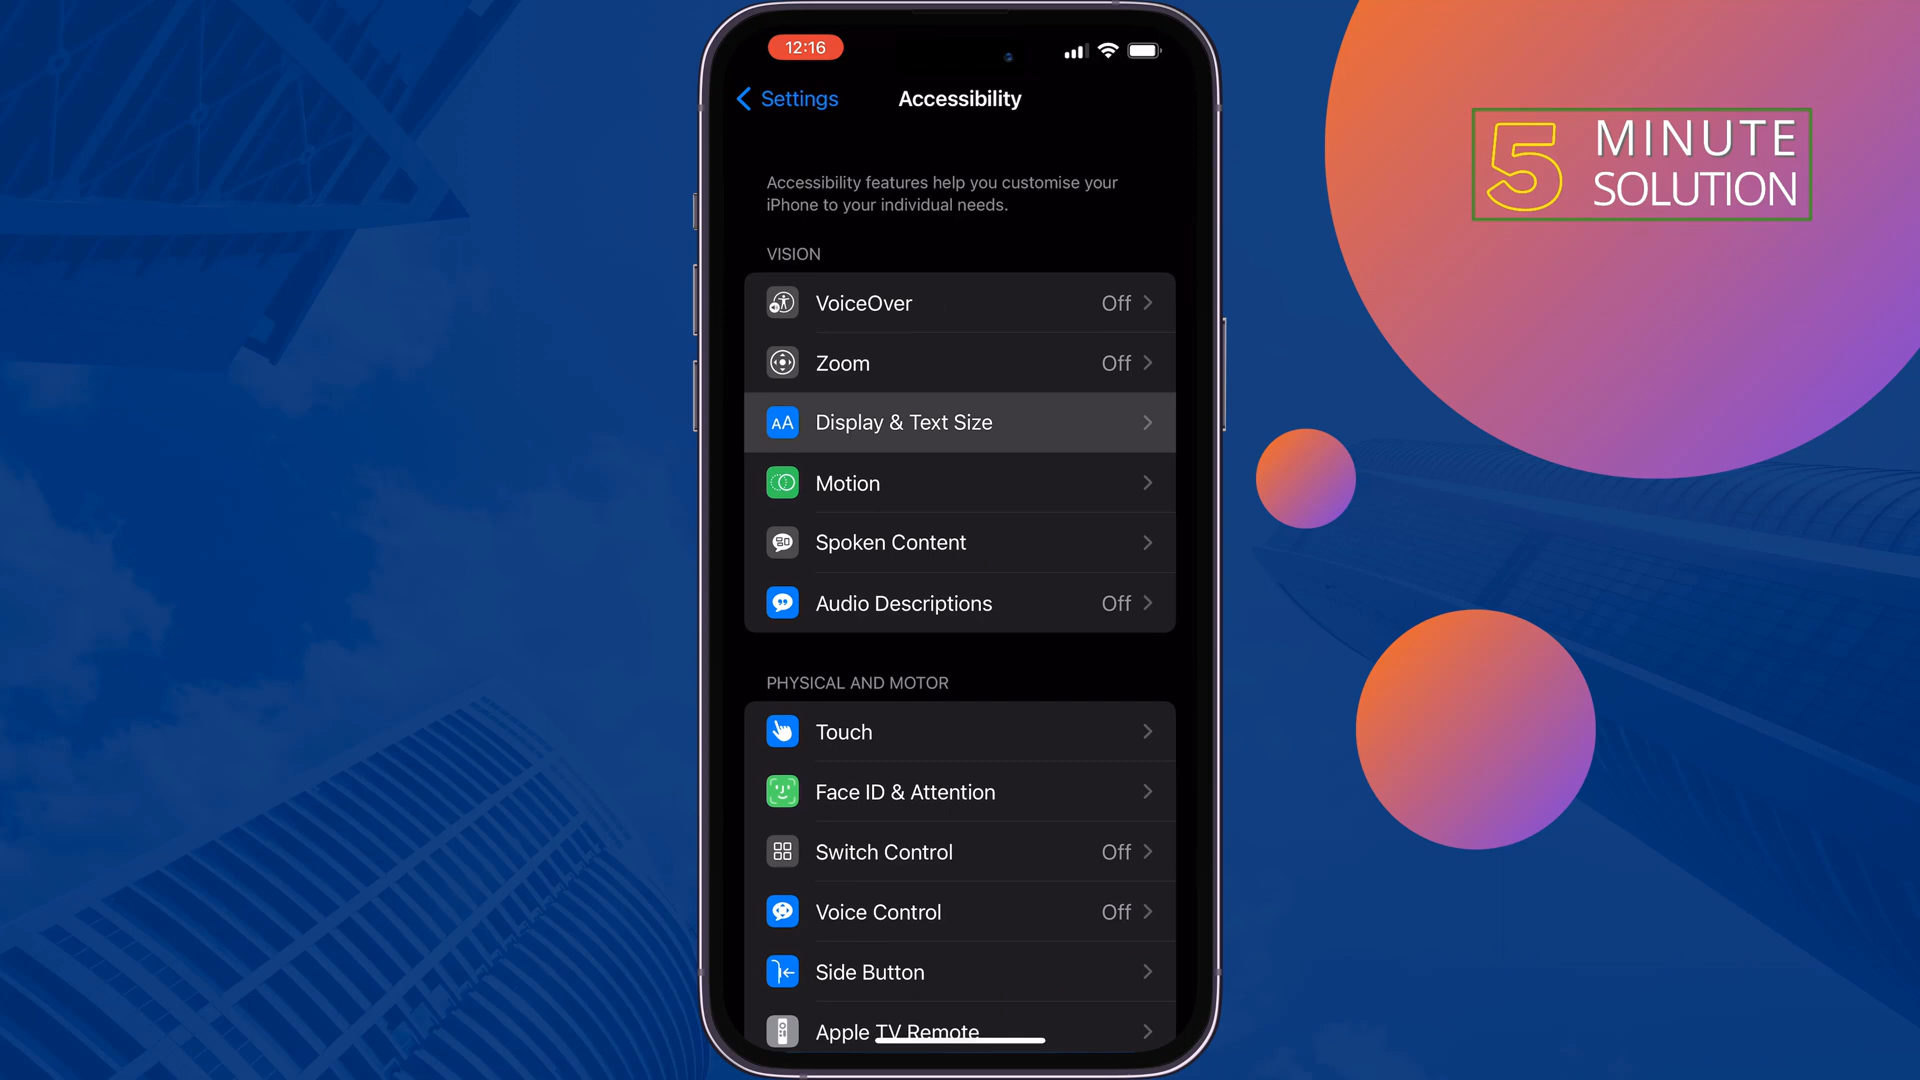 12:16
Settings
Accessibility
Accessibility features help you customise your
iPhone to your individual needs.
VISION
VoiceOver Off
Zoom Off
AA Display & Text Size
Motion
Spoken Content
Audio Descriptions Off
PHYSICAL AND MOTOR
Touch
Face ID & Attention
Switch Control Off
Voice Control Off
Side Button
Apple TV Remote
5 MINUTE
SOLUTION